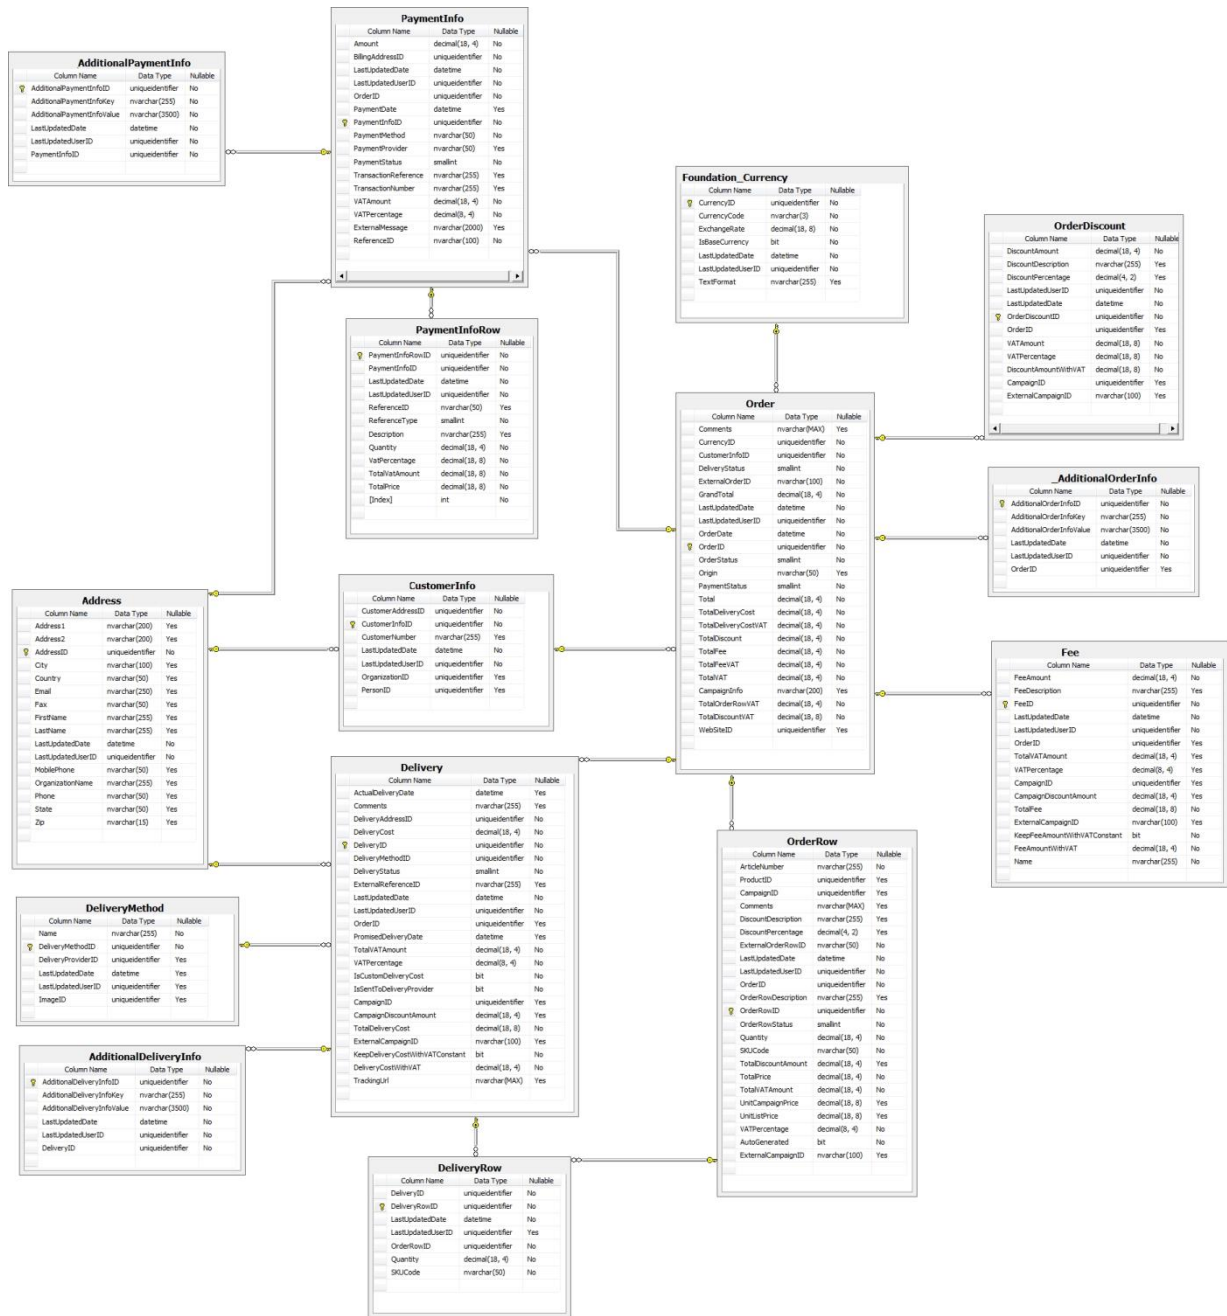 PaymentInfo
Column Name Data Type Nullable
Amount decimal(18, 4) No
BillingAddressID uniqueidentifier No
LastUpdatedDate datetime No
LastUpdatedUserID uniqueidentifier No
OrderID uniqueidentifier No
PaymentDate datetime Yes
PaymentInfoID uniqueidentifier No
PaymentMethod nvarchar(50) No
PaymentProvider nvarchar(50) Yes
PaymentStatus smallint No
TransactionReference nvarchar(255) Yes
TransactionNumber nvarchar(255) Yes
VATAmount decimal(18, 4) No
VATPercentage decimal(8, 4) No
ExternalMessage nvarchar(2000) Yes
ReferenceID nvarchar(100) No
AdditionalPaymentInfo
Column Name Data Type Nullable
AdditionalPaymentInfoID uniqueidentifier No
AdditionalPaymentInfoKey nvarchar(255) No
AdditionalPaymentInfoValue nvarchar(3500) No
LastUpdatedDate datetime No
LastUpdatedUserID uniqueidentifier No
PaymentInfoID uniqueidentifier No
Foundation_Currency
Column Name Data Type Nullable
CurrencyID uniqueidentifier No
CurrencyCode nvarchar(3) No
ExchangeRate decimal(18, 8) No
IsBaseCurrency bit No
LastUpdatedDate datetime No
LastUpdatedUserID uniqueidentifier No
TextFormat nvarchar(255) Yes
OrderDiscount
Column Name Data Type Nullable
DiscountAmount decimal(18, 4) No
DiscountDescription nvarchar(255) Yes
DiscountPercentage decimal(4, 2) Yes
LastUpdatedUserID uniqueidentifier No
LastUpdatedDate datetime No
OrderDiscountID uniqueidentifier No
OrderID uniqueidentifier Yes
VATAmount decimal(18, 8) No
VATPercentage decimal(18, 8) No
DiscountAmountWithVAT decimal(18, 8) No
CampaignID uniqueidentifier Yes
ExternalCampaignID nvarchar(100) Yes
PaymentInfoRow
Column Name Data Type Nullable
PaymentInfoRowID uniqueidentifier No
PaymentInfoID uniqueidentifier No
LastUpdatedDate datetime No
LastUpdatedUserID uniqueidentifier No
ReferenceID nvarchar(50) Yes
ReferenceType smallint No
Description nvarchar(255) Yes
Quantity decimal(18, 4) No
VatPercentage decimal(18, 8) No
TotalVatAmount decimal(18, 8) No
TotalPrice decimal(18, 8) No
[Index] int No
Order
Column Name Data Type Nullable
Comments nvarchar(MAX) Yes
CurrencyID uniqueidentifier No
CustomerInfoID uniqueidentifier No
DeliveryStatus smallint No
ExternalOrderID nvarchar(100) No
GrandTotal decimal(18, 4) No
LastUpdatedDate datetime No
LastUpdatedUserID uniqueidentifier No
OrderDate datetime No
OrderID uniqueidentifier No
OrderStatus smallint No
Origin nvarchar(50) Yes
PaymentStatus smallint No
Total decimal(18, 4) No
TotalDeliveryCost decimal(18, 4) No
TotalDeliveryCostVAT decimal(18, 4) No
TotalDiscount decimal(18, 4) No
TotalFee decimal(18, 4) No
TotalFeeVAT decimal(18, 4) No
TotalVAT decimal(18, 4) No
CampaignInfo nvarchar(200) Yes
TotalOrderRowVAT decimal(18, 4) No
TotalDiscountVAT decimal(18, 8) No
WebSiteID uniqueidentifier Yes
_AdditionalOrderInfo
Column Name Data Type Nullable
AdditionalOrderInfoID uniqueidentifier No
AdditionalOrderInfoKey nvarchar(255) No
AdditionalOrderInfoValue nvarchar(3500) No
LastUpdatedDate datetime No
LastUpdatedUserID uniqueidentifier No
OrderID uniqueidentifier Yes
Address
Column Name Data Type Nullable
Address1 nvarchar(200) Yes
Address2 nvarchar(200) Yes
AddressID uniqueidentifier No
City nvarchar(100) Yes
Country nvarchar(50) Yes
Email nvarchar(250) Yes
Fax nvarchar(50) Yes
FirstName nvarchar(255) Yes
LastName nvarchar(255) Yes
LastUpdatedDate datetime No
LastUpdatedUserID uniqueidentifier No
MobilePhone nvarchar(50) Yes
OrganizationName nvarchar(255) Yes
Phone nvarchar(50) Yes
State nvarchar(50) Yes
Zip nvarchar(15) Yes
CustomerInfo
Column Name Data Type Nullable
CustomerAddressID uniqueidentifier No
CustomerInfoID uniqueidentifier No
CustomerNumber nvarchar(255) Yes
LastUpdatedDate datetime No
LastUpdatedUserID uniqueidentifier No
OrganizationID uniqueidentifier Yes
PersonID uniqueidentifier Yes
Fee
Column Name Data Type Nullable
FeeAmount decimal(18, 4) No
FeeDescription nvarchar(255) Yes
FeeID uniqueidentifier No
LastUpdatedDate datetime No
LastUpdatedUserID uniqueidentifier No
OrderID uniqueidentifier Yes
TotalVATAmount decimal(18, 4) Yes
VATPercentage decimal(8, 4) No
CampaignID uniqueidentifier Yes
CampaignDiscountAmount decimal(18, 4) Yes
TotalFee decimal(18, 8) No
ExternalCampaignID nvarchar(100) Yes
KeepFeeAmountWithVATConstant bit No
FeeAmountWithVAT decimal(18, 4) No
Name nvarchar(255) No
Delivery
Column Name Data Type Nullable
ActualDeliveryDate datetime Yes
Comments nvarchar(255) Yes
DeliveryAddressID uniqueidentifier No
DeliveryCost decimal(18, 4) No
DeliveryID uniqueidentifier No
DeliveryMethodID uniqueidentifier No
DeliveryStatus smallint No
ExternalReferenceID nvarchar(255) Yes
LastUpdatedDate datetime No
LastUpdatedUserID uniqueidentifier No
OrderID uniqueidentifier Yes
PromisedDeliveryDate datetime Yes
TotalVATAmount decimal(18, 4) No
VATPercentage decimal(8, 4) No
IsCustomDeliveryCost bit No
IsSentToDeliveryProvider bit No
CampaignID uniqueidentifier Yes
CampaignDiscountAmount decimal(18, 4) Yes
TotalDeliveryCost decimal(18, 8) No
ExternalCampaignID nvarchar(100) Yes
KeepDeliveryCostWithVATConstant bit No
DeliveryCostWithVAT decimal(18, 4) No
TrackingUrl nvarchar(MAX) Yes
OrderRow
Column Name Data Type Nullable
ArticleNumber nvarchar(255) No
ProductID uniqueidentifier Yes
CampaignID uniqueidentifier Yes
Comments nvarchar(MAX) Yes
DiscountDescription nvarchar(255) Yes
DiscountPercentage decimal(4, 2) Yes
ExternalOrderRowID nvarchar(50) No
LastUpdatedDate datetime No
LastUpdatedUserID uniqueidentifier No
OrderID uniqueidentifier No
OrderRowDescription nvarchar(255) Yes
OrderRowID uniqueidentifier No
OrderRowStatus smallint No
Quantity decimal(18, 4) No
SKUCode nvarchar(50) No
TotalDiscountAmount decimal(18, 4) Yes
TotalPrice decimal(18, 4) No
TotalVATAmount decimal(18, 4) No
UnitCampaignPrice decimal(18, 8) Yes
UnitListPrice decimal(18, 8) Yes
VATPercentage decimal(8, 4) No
AutoGenerated bit No
ExternalCampaignID nvarchar(100) Yes
DeliveryMethod
Column Name Data Type Nullable
Name nvarchar(255) No
DeliveryMethodID uniqueidentifier No
DeliveryProviderID uniqueidentifier Yes
LastUpdatedDate datetime Yes
LastUpdatedUserID uniqueidentifier Yes
ImageID uniqueidentifier Yes
AdditionalDeliveryInfo
Column Name Data Type Nullable
AdditionalDeliveryInfoID uniqueidentifier No
AdditionalDeliveryInfoKey nvarchar(255) No
AdditionalDeliveryInfoValue nvarchar(3500) No
LastUpdatedDate datetime No
LastUpdatedUserID uniqueidentifier No
DeliveryID uniqueidentifier No
DeliveryRow
Column Name Data Type Nullable
DeliveryID uniqueidentifier No
DeliveryRowID uniqueidentifier No
LastUpdatedDate datetime No
LastUpdatedUserID uniqueidentifier Yes
OrderRowID uniqueidentifier No
Quantity decimal(18, 4) No
SKUCode nvarchar(50) No